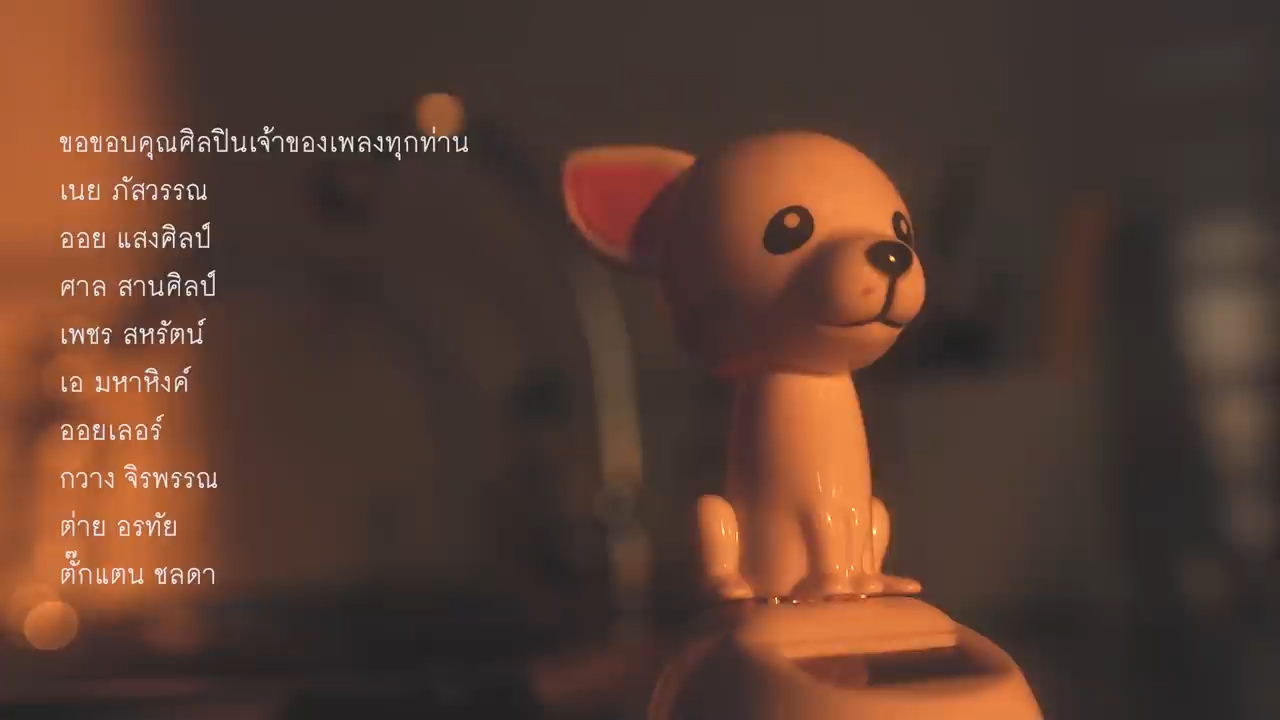 ขอขอบคุณศิลปินเจ้าของเพลงทุกท่าน
เนย ภัสวรรณ
ออย แสงศิลป์
ศาล สานศิลป์
เพชร สหรัตน์
เอ มหาหิงค์
ออยเลอร์
กวาง จิรพรรณ
ต่าย อรทัย
ตั๊กแตน ชลดา